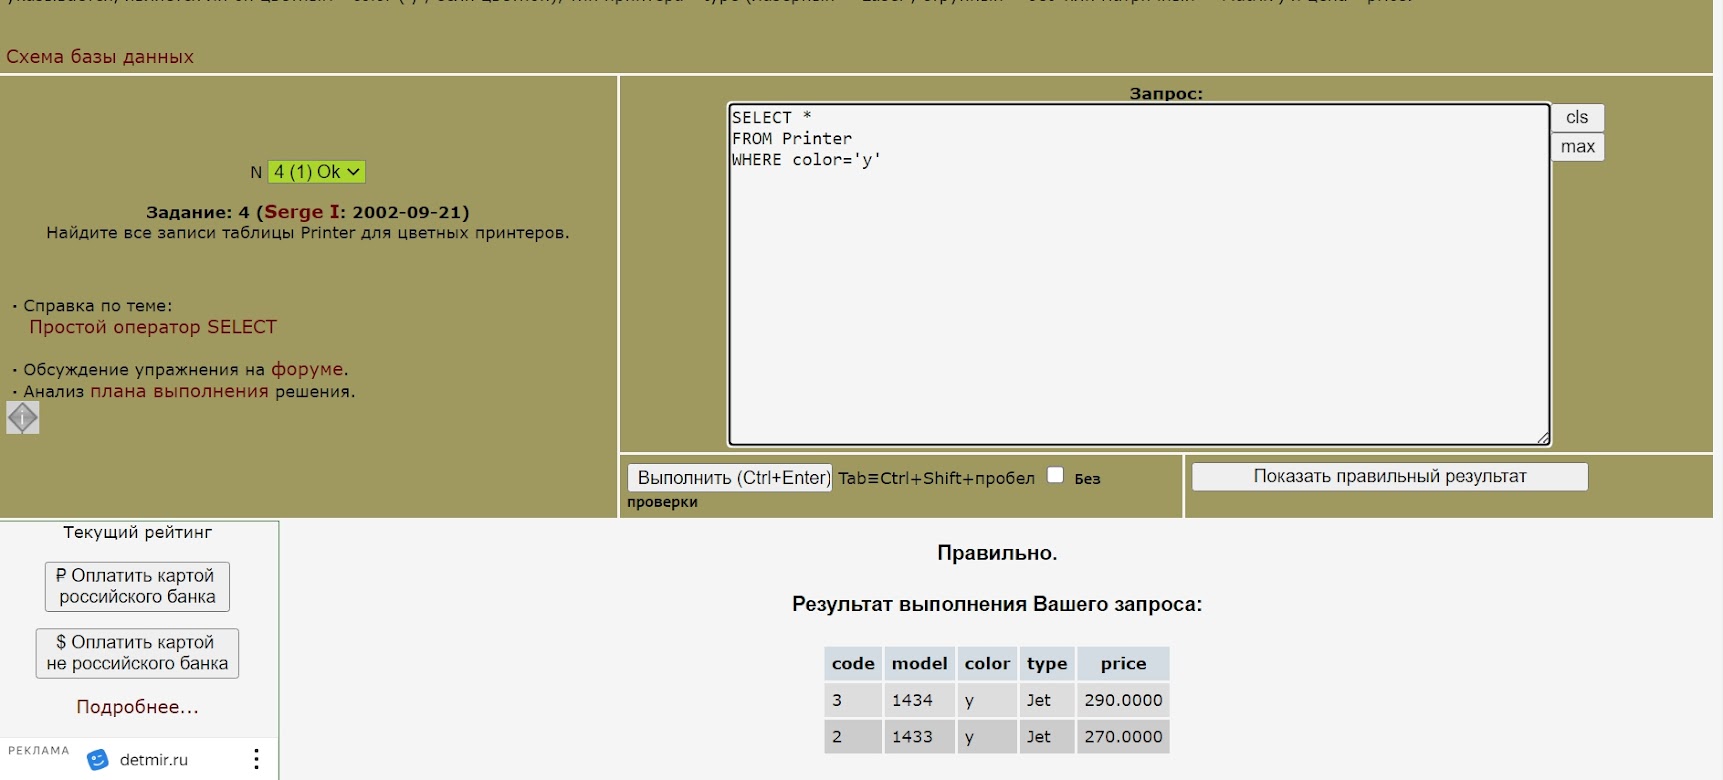 Схема базы данных
N 4 (1) Ok
Задание: 4 (Serge I: 2002-09-21)
Найдите все записи таблицы Printer для цветных принтеров.
· Справка по теме:
Простой оператор SELECT
· Обсуждение упражнения на форуме.
· Анализ плана выполнения решения.
Запрос:
SELECT *
FROM Printer
WHERE color='y'
cls
max
Выполнить (Ctrl+Enter) Tab≡Ctrl+Shift+пробел Без
проверки
Показать правильный результат
Текущий рейтинг
₽ Оплатить картой
российского банка
$ Оплатить картой
не российского банка
Подробнее...
РЕКЛАМА
detmir.ru
Правильно.
Результат выполнения Вашего запроса:
code model color type price
3 1434 y Jet 290.0000
2 1433 y Jet 270.0000